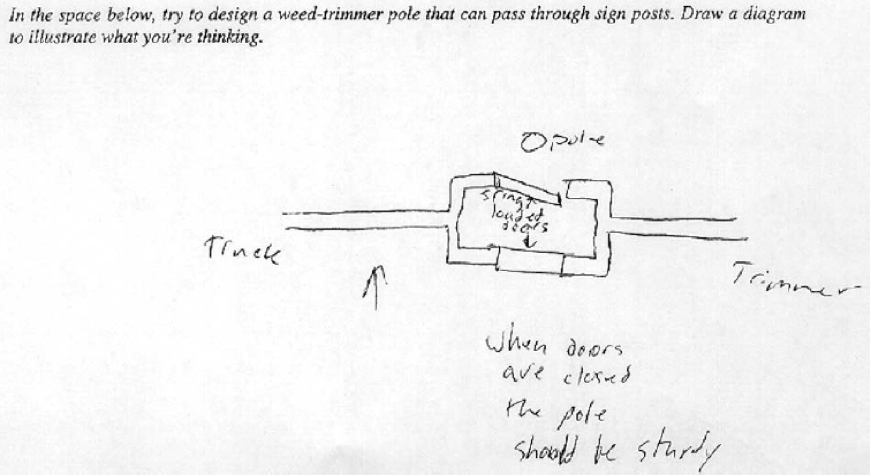 In the space below, try to design a weed-trimmer pole that can pass through sign posts. Draw a diagram
to illustrate what you're thinking.
pole
spring
loaded
doors
Truck
Trimmer
When doors
are closed
the pole
should be sturdy